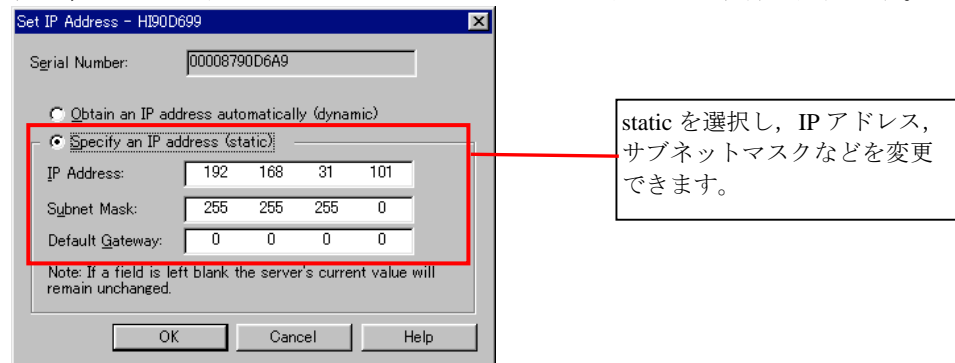 Set IP Address - HI90D699
Serial Number: 00008790D6A9
Obtain an IP address automatically (dynamic)
Specify an IP address (static)
IP Address: 192 168 31 101
Subnet Mask: 255 255 255 0
Default Gateway: 0 0 0 0
Note: If a field is left blank the server's current value will
remain unchanged.
OK Cancel Help
static を選択し，IP アドレス，
サブネットマスクなどを変更
できます。